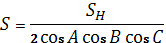 S = S_H / (2 cos A cos B cos C)